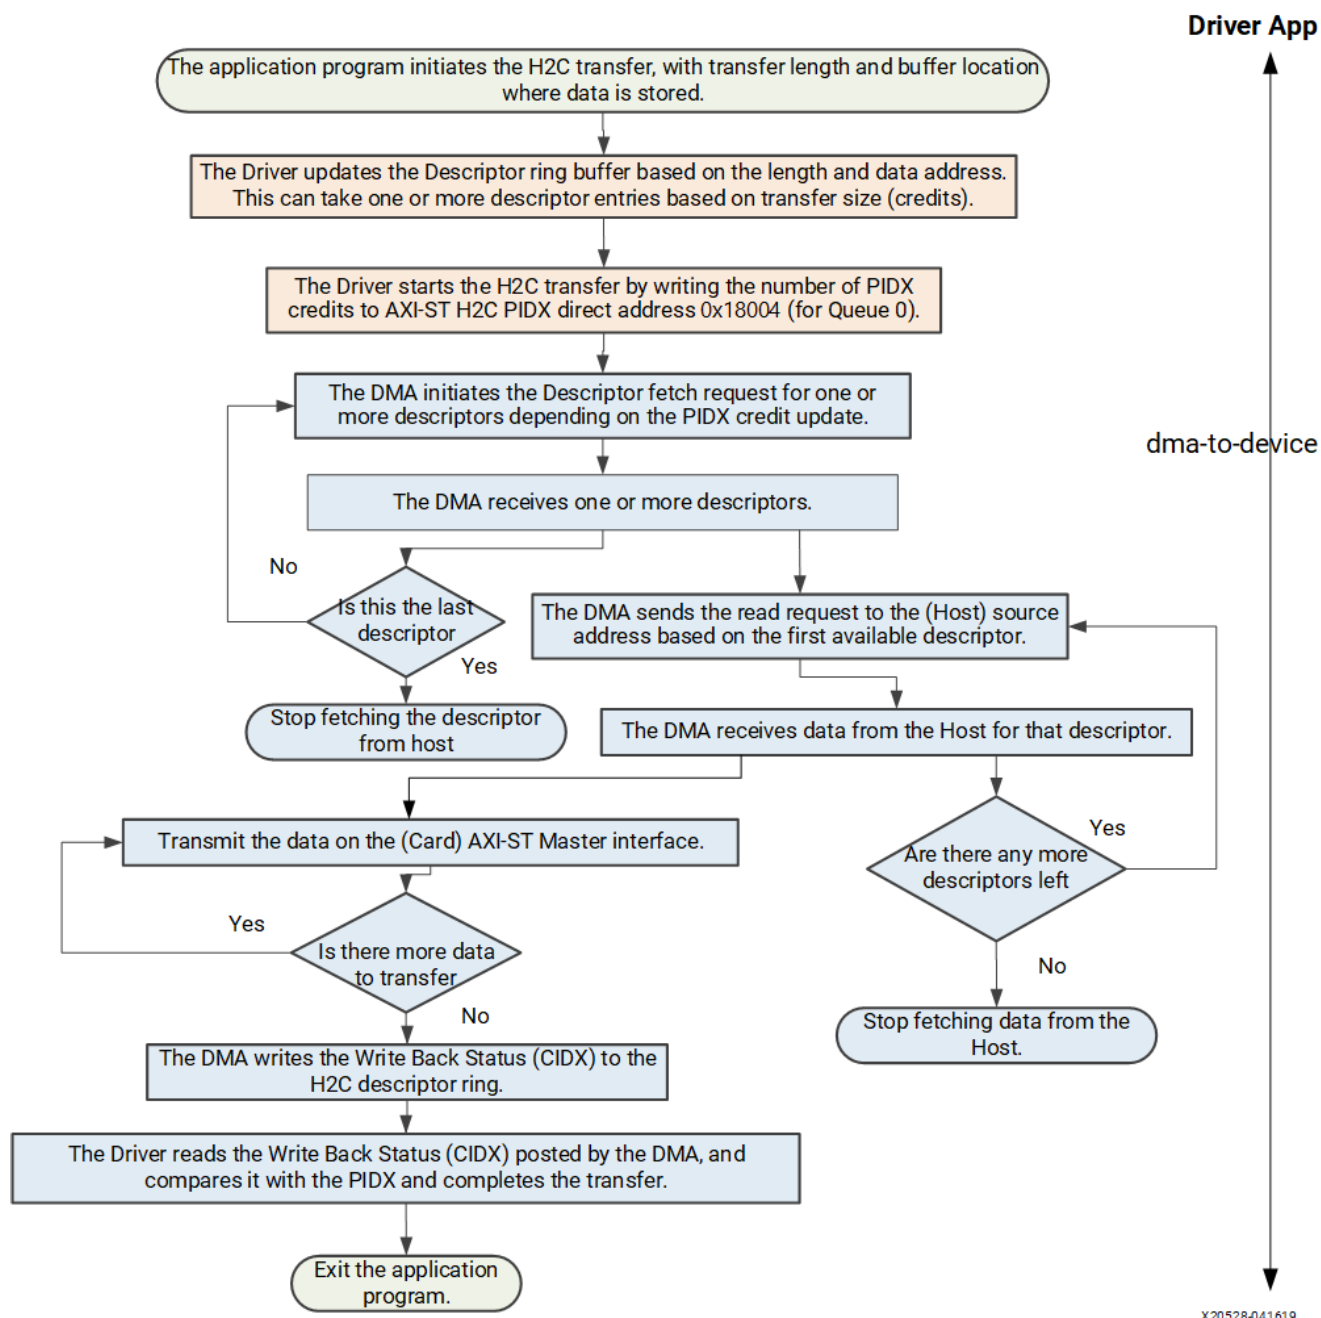 Driver App
The application program initiates the H2C transfer, with transfer length and buffer location
where data is stored.
The Driver updates the Descriptor ring buffer based on the length and data address.
This can take one or more descriptor entries based on transfer size (credits).
The Driver starts the H2C transfer by writing the number of PIDX
credits to AXI-ST H2C PIDX direct address 0x18004 (for Queue 0).
The DMA initiates the Descriptor fetch request for one or
more descriptors depending on the PIDX credit update.
dma-to-device
The DMA receives one or more descriptors.
No
Is this the last
descriptor
Yes
The DMA sends the read request to the (Host) source
address based on the first available descriptor.
Stop fetching the descriptor
from host
The DMA receives data from the Host for that descriptor.
Transmit the data on the (Card) AXI-ST Master interface.
Yes
Are there any more
descriptors left
Yes
Is there more data
to transfer
No
No
Stop fetching data from the
Host.
The DMA writes the Write Back Status (CIDX) to the
H2C descriptor ring.
The Driver reads the Write Back Status (CIDX) posted by the DMA, and
compares it with the PIDX and completes the transfer.
Exit the application
program.
X20528-041619